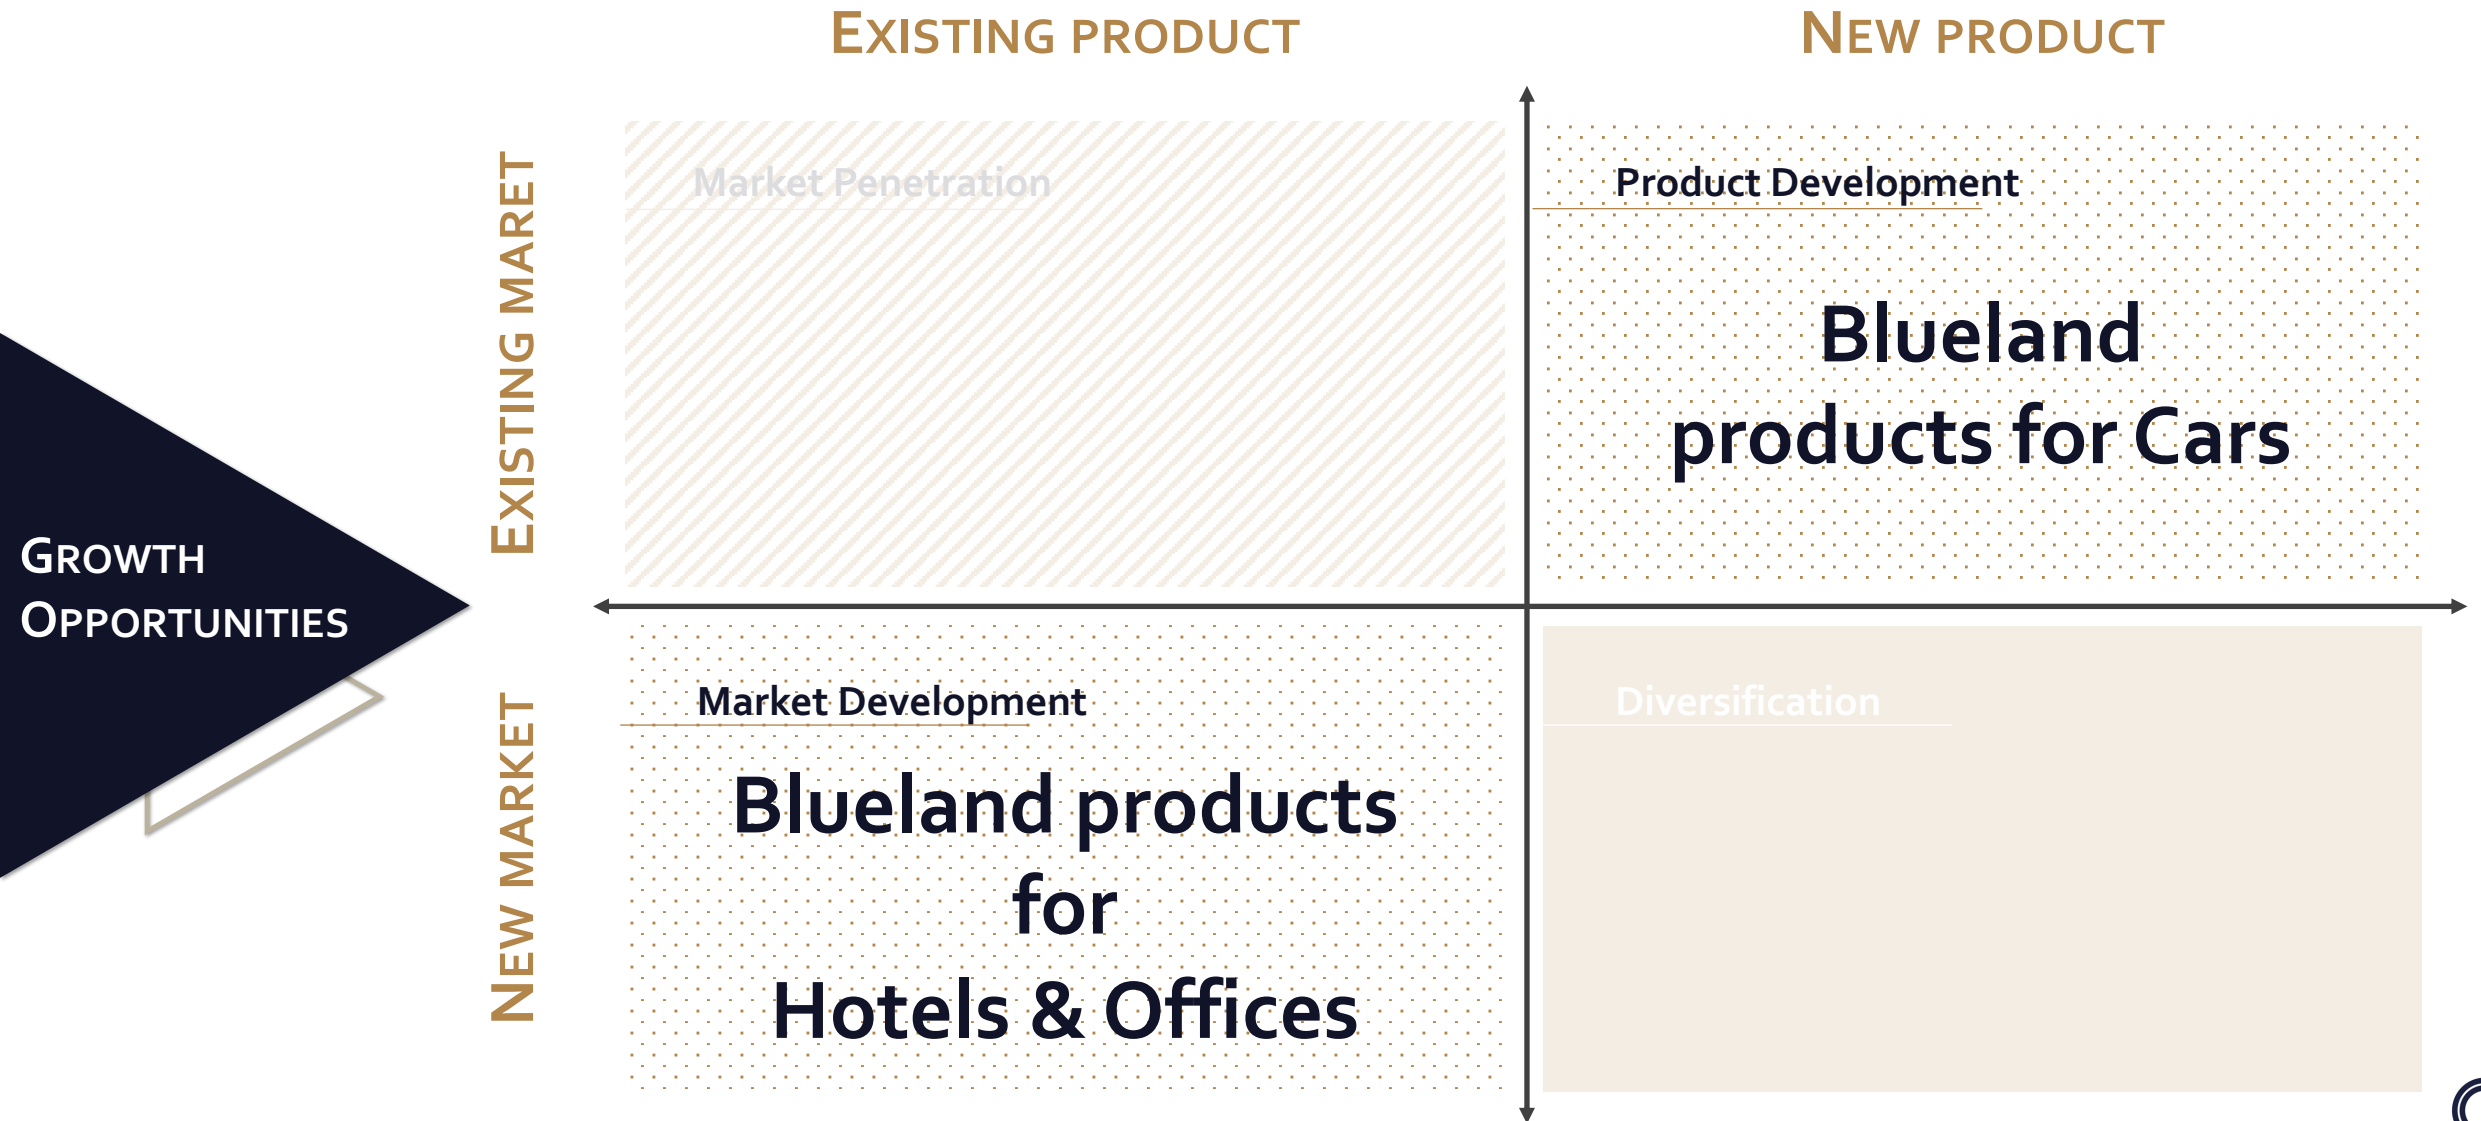 EXISTING PRODUCT
NEW PRODUCT
EXISTING MARET
Market Penetration
Product Development
Blueland
products for Cars
GROWTH
OPPORTUNITIES
NEW MARKET
Market Development
Blueland products
for
Hotels & Offices
Diversification